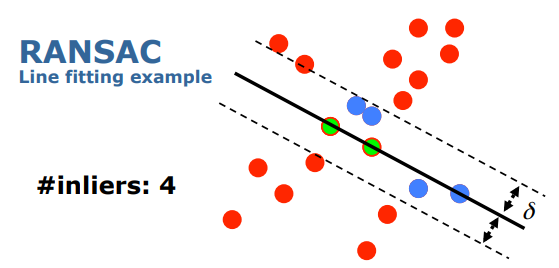 RANSAC
Line fitting example
#inliers: 4
δ